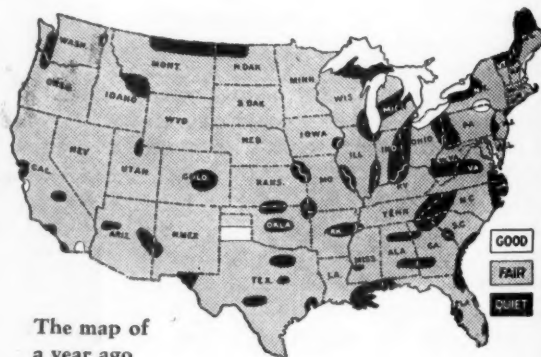 WASH.
MONT.
N.DAK
MINN.
OREG.
IDAHO
S.DAK
WIS
MICH
WYO
NEB.
IOWA
PA
NEV
UTAH
COLO
ILL
IND
OHIO
CAL.
KANS.
MO
KY
VA
ARIZ.
N.MEX
OKLA
ARK
TENN
N.C
S.C
TEX.
LA.
MISS
ALA
GA.
FLA
GOOD
FAIR
QUIET
The map of
a year ago